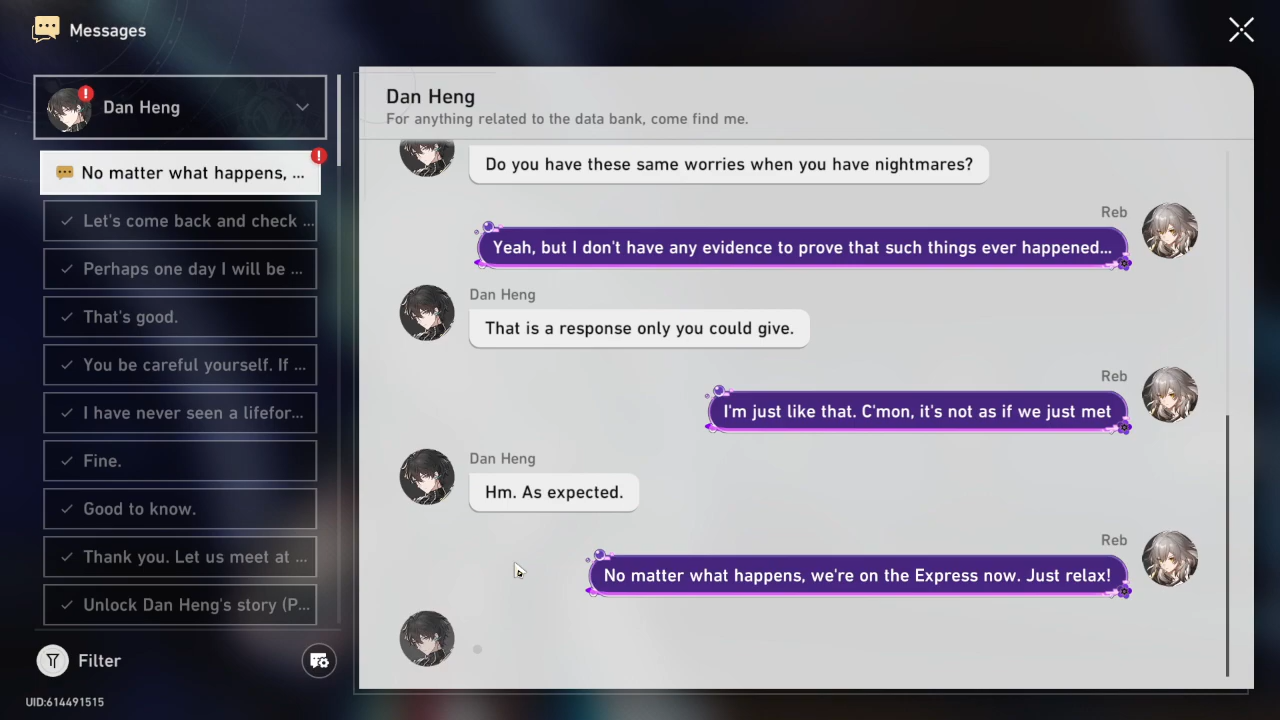 Messages
Dan Heng
No matter what happens, ...
Let's come back and check ...
Perhaps one day I will be ...
That's good.
You be careful yourself. If ...
I have never seen a lifefor...
Fine.
Good to know.
Thank you. Let us meet at ...
Unlock Dan Heng's story (P...
Filter
UID:614491515
Dan Heng
For anything related to the data bank, come find me.
Do you have these same worries when you have nightmares?
Reb
Yeah, but I don't have any evidence to prove that such things ever happened...
Dan Heng
That is a response only you could give.
Reb
I'm just like that. C'mon, it's not as if we just met
Dan Heng
Hm. As expected.
Reb
No matter what happens, we're on the Express now. Just relax!